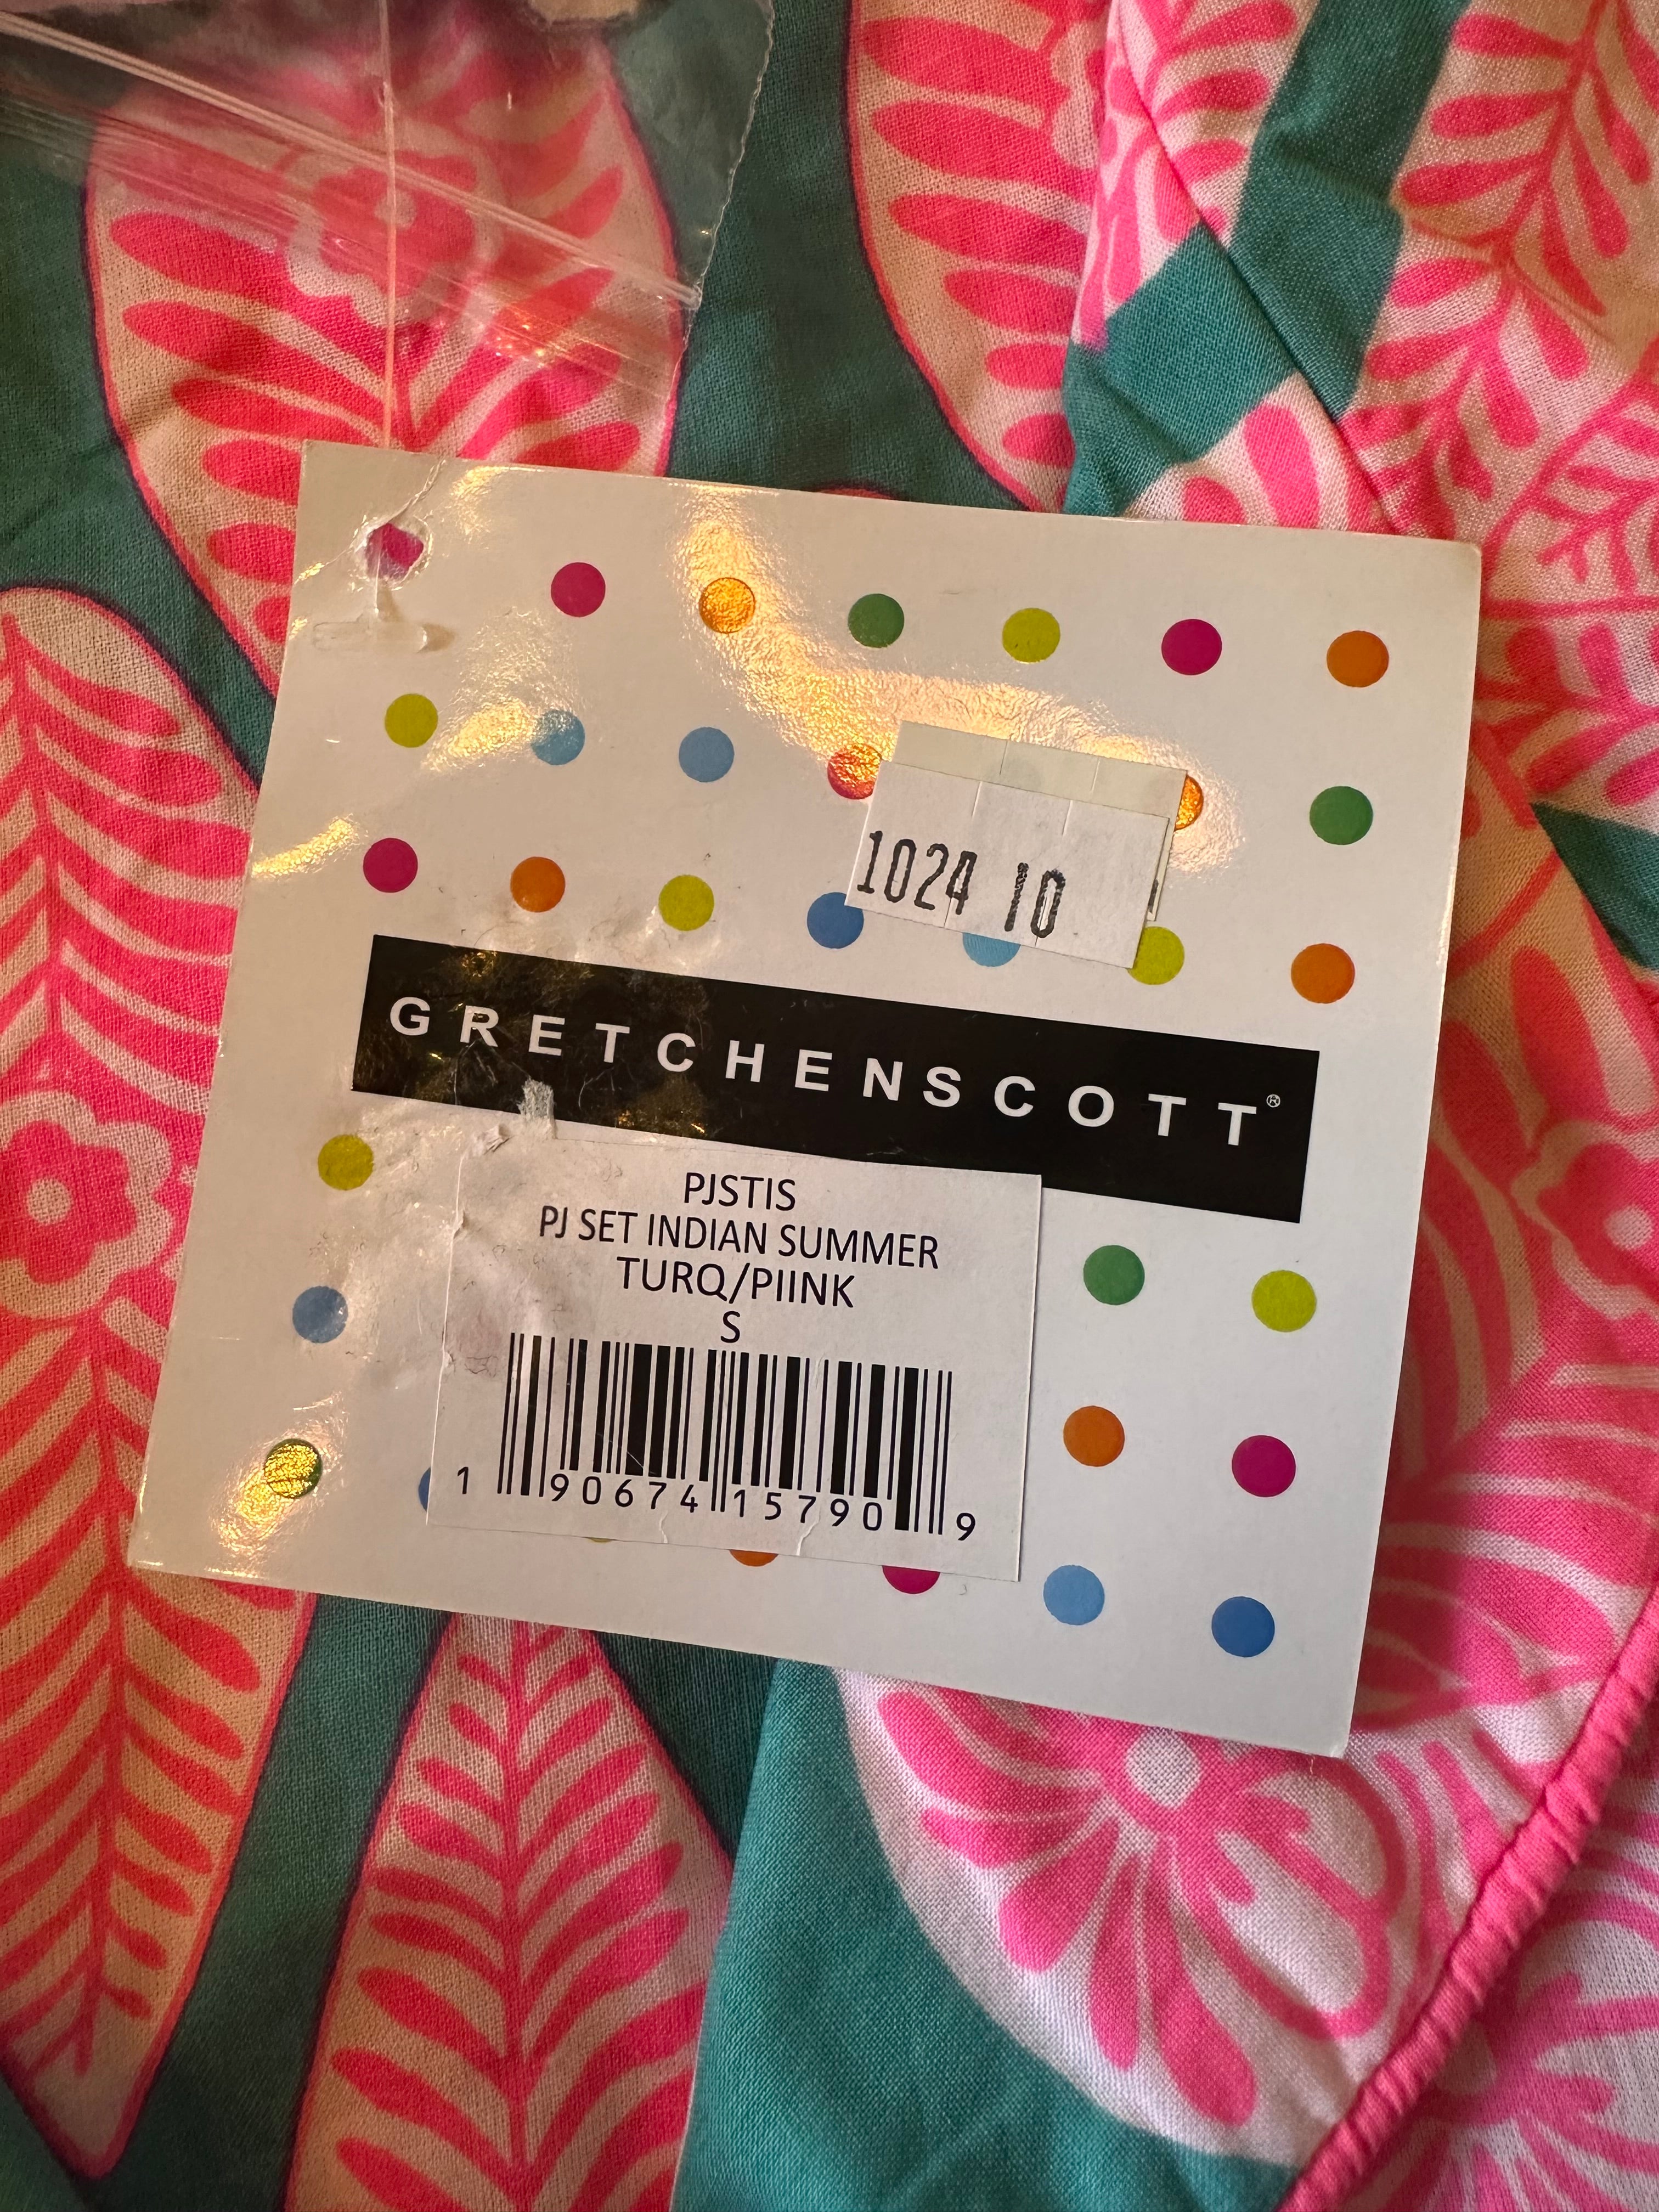 1024 10
GRETCHENSCOTT®
PJSTIS
PJ SET INDIAN SUMMER
TURQ/PIINK
S
1 90674 15790 9